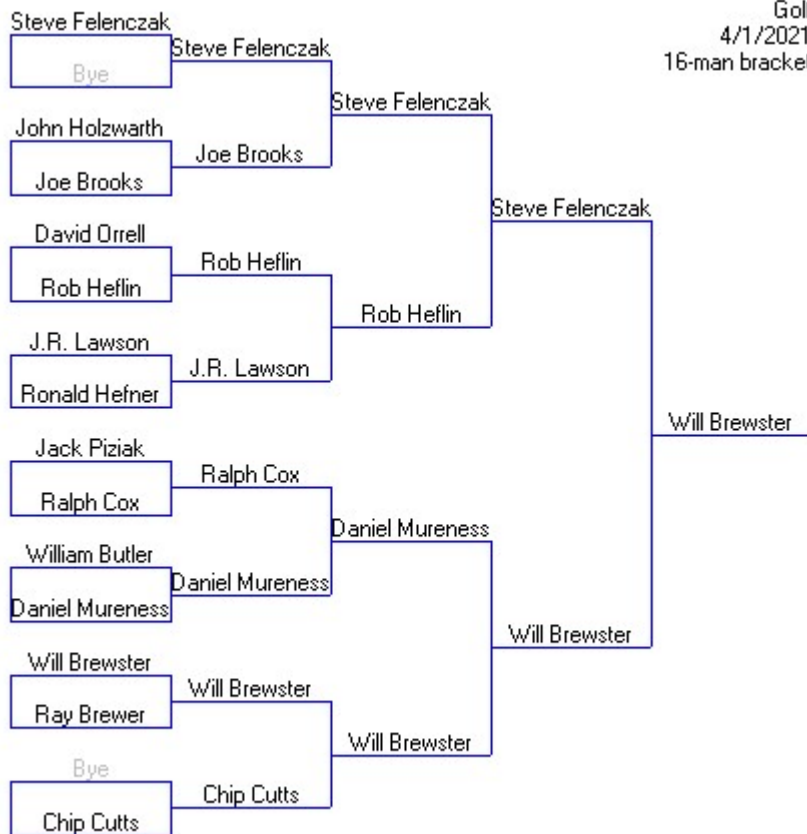 Gol
4/1/2021
16-man bracket
Steve Felenczak
Bye
John Holzwarth
Joe Brooks
David Orrell
Rob Heflin
J.R. Lawson
Ronald Hefner
Jack Piziak
Ralph Cox
William Butler
Daniel Mureness
Will Brewster
Ray Brewer
Bye
Chip Cutts
Steve Felenczak
Joe Brooks
Rob Heflin
J.R. Lawson
Ralph Cox
Daniel Mureness
Will Brewster
Chip Cutts
Steve Felenczak
Rob Heflin
Daniel Mureness
Will Brewster
Steve Felenczak
Will Brewster
Will Brewster